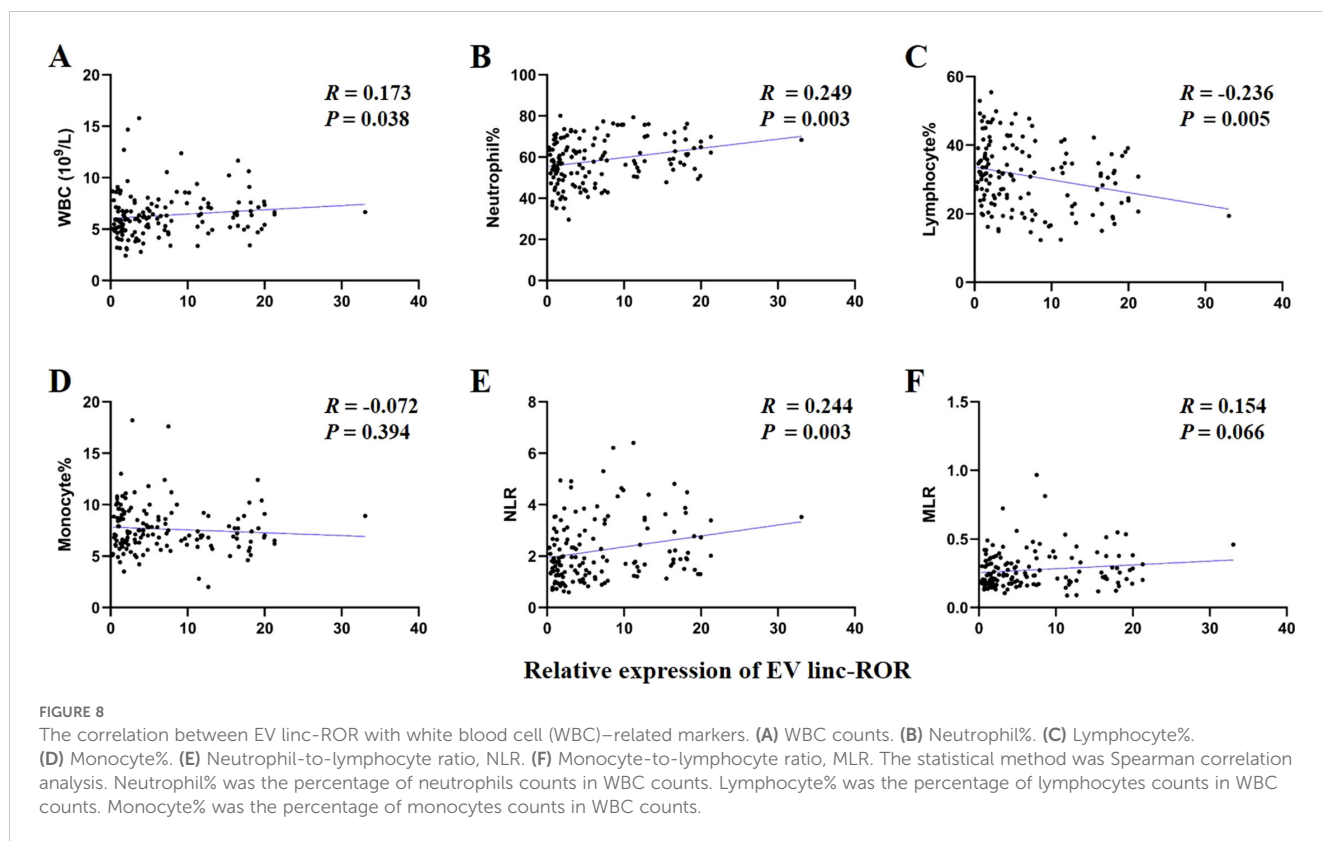 A
WBC (10⁹/L)
20
15
10
5
0
0 10 20 30 40
R = 0.173
P = 0.038
B
Neutrophil%
100
80
60
40
20
0
0 10 20 30 40
R = 0.249
P = 0.003
C
Lymphocyte%
60
40
20
0
0 10 20 30 40
R = -0.236
P = 0.005
D
Monocyte%
20
15
10
5
0
0 10 20 30 40
R = -0.072
P = 0.394
E
NLR
8
6
4
2
0
0 10 20 30 40
R = 0.244
P = 0.003
F
MLR
1.5
1.0
0.5
0.0
0 10 20 30 40
R = 0.154
P = 0.066
Relative expression of EV linc-ROR
FIGURE 8
The correlation between EV linc-ROR with white blood cell (WBC)–related markers. (A) WBC counts. (B) Neutrophil%. (C) Lymphocyte%.
(D) Monocyte%. (E) Neutrophil-to-lymphocyte ratio, NLR. (F) Monocyte-to-lymphocyte ratio, MLR. The statistical method was Spearman correlation
analysis. Neutrophil% was the percentage of neutrophils counts in WBC counts. Lymphocyte% was the percentage of lymphocytes counts in WBC
counts. Monocyte% was the percentage of monocytes counts in WBC counts.